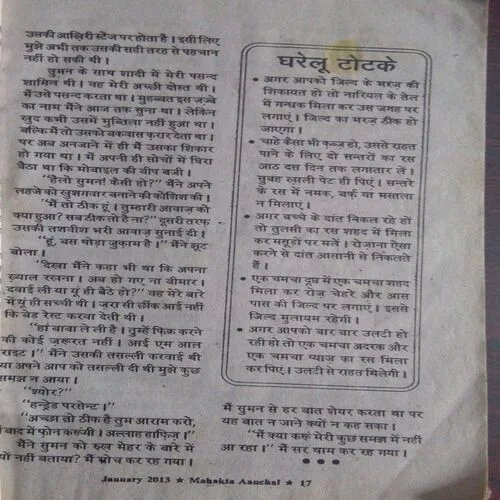 उसकी आख़िरी स्टेज पर होता है। इसीलिए
मुझे अभी तक उसकी सही तरह से पहचान
नहीं हो सकी थी।
सुमन के साथ शादी में मेरी पसन्द
शामिल थी। वह मेरी अच्छी दोस्त थी।
मैं उसे पसन्द करता था। मुहब्बत इस जज्बे
का नाम मैंने आज तक सुना था। लेकिन
खुद कभी उसमें मुब्तिला नहीं हुआ था।
बल्कि मैं तो उसको बकवास क़रार देता था।
पर अब अनजाने में ही मैं उसका शिकार
हो गया था। मैं अपनी ही सोचों में घिरा
बैठा था कि मोबाइल की बीप बजी।
“हैलो सुमन! कैसी हो?” मैंने अपने
लहजे को खुशगवार बनाने की कोशिश की।
“मैं तो ठीक हूं। तुम्हारी आवाज़ को
क्या हुआ? सब ठीक तो है ना?” दूसरी तरफ
उसकी तशवीश भरी आवाज़ सुनाई दी।
“हूं, बस थोड़ा जुकाम है।” मैंने झूट
बोला।
“देखा मैंने कहा भी था कि अपना
ख़्याल रखना। अब हो गए ना बीमार।
दवाई ली या यूं ही बैठे हो?” वह मेरे बारे
में यूं ही सच्ची थी। ज़रा सी छींक आई नहीं
कि बेड रेस्ट करवा देती थी।
“हां बाबा ले ली है। तुम्हें फ़िक्र करने
की कोई ज़रूरत नहीं। आई एम आल
राइट।” मैंने उसकी तसल्ली करवाई थी
या अपने आप को तसल्ली दी थी मुझे कुछ
समझ न आया।
“श्योर?”
“हन्ड्रेड परसेन्ट।”
“अच्छा तो ठीक है तुम आराम करो,
बाद में फोन करूंगी। अल्लाह हाफ़िज़।”
मैंने सुमन को रुख़ मेहर के बारे में
क्यों नहीं बताया? मैं सोच कर रह गया।
घरेलू टोटके
• अगर आपको जिल्द के मरज़ की
शिकायत हो तो नारियल के तेल
में गन्धक मिला कर उस जगह पर
लगाएं। जिल्द का मरज़ ठीक हो
जाएगा।
• चाहे कैसा भी क़ब्ज़ हो, उससे राहत
पाने के लिए दो सन्तरों का रस
आठ दस दिन तक लगातार लें।
सुबह ख़ाली पेट ही पिएं। सन्तरे
के रस में नमक, बर्फ़ या मसाला
न मिलाएं।
• अगर बच्चे के दांत निकल रहे हों
तो तुलसी का रस शहद में मिला
कर मसूड़ों पर मलें। रोज़ाना ऐसा
करने से दांत आसानी से निकलते
हैं।
• एक चमचा दूध में एक चमचा शहद
मिला कर रोज़ चेहरे और आस
पास की जिल्द पर लगाएं। इससे
जिल्द मुलायम रहेगी।
• अगर आपको बार बार उलटी हो
रही हो तो एक चमचा अदरक और
एक चमचा प्याज़ का रस मिला
कर पिएं। उलटी से राहत मिलेगी।
मैं सुमन से हर बात शेयर करता था पर
यह बात न जाने क्यों न कह सका।
“मैं क्या करूं मेरी कुछ समझ में नहीं
आ रहा।” मैं सर थाम कर रह गया।
●●●
January 2013 ★ Mahakta Aanchal ★ 17